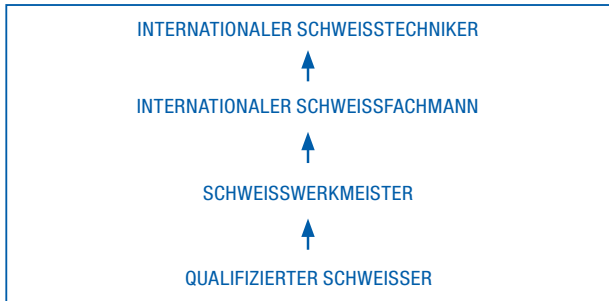 INTERNATIONALER SCHWEISSTECHNIKER
INTERNATIONALER SCHWEISSFACHMANN
SCHWEISSWERKMEISTER
QUALIFIZIERTER SCHWEISSER